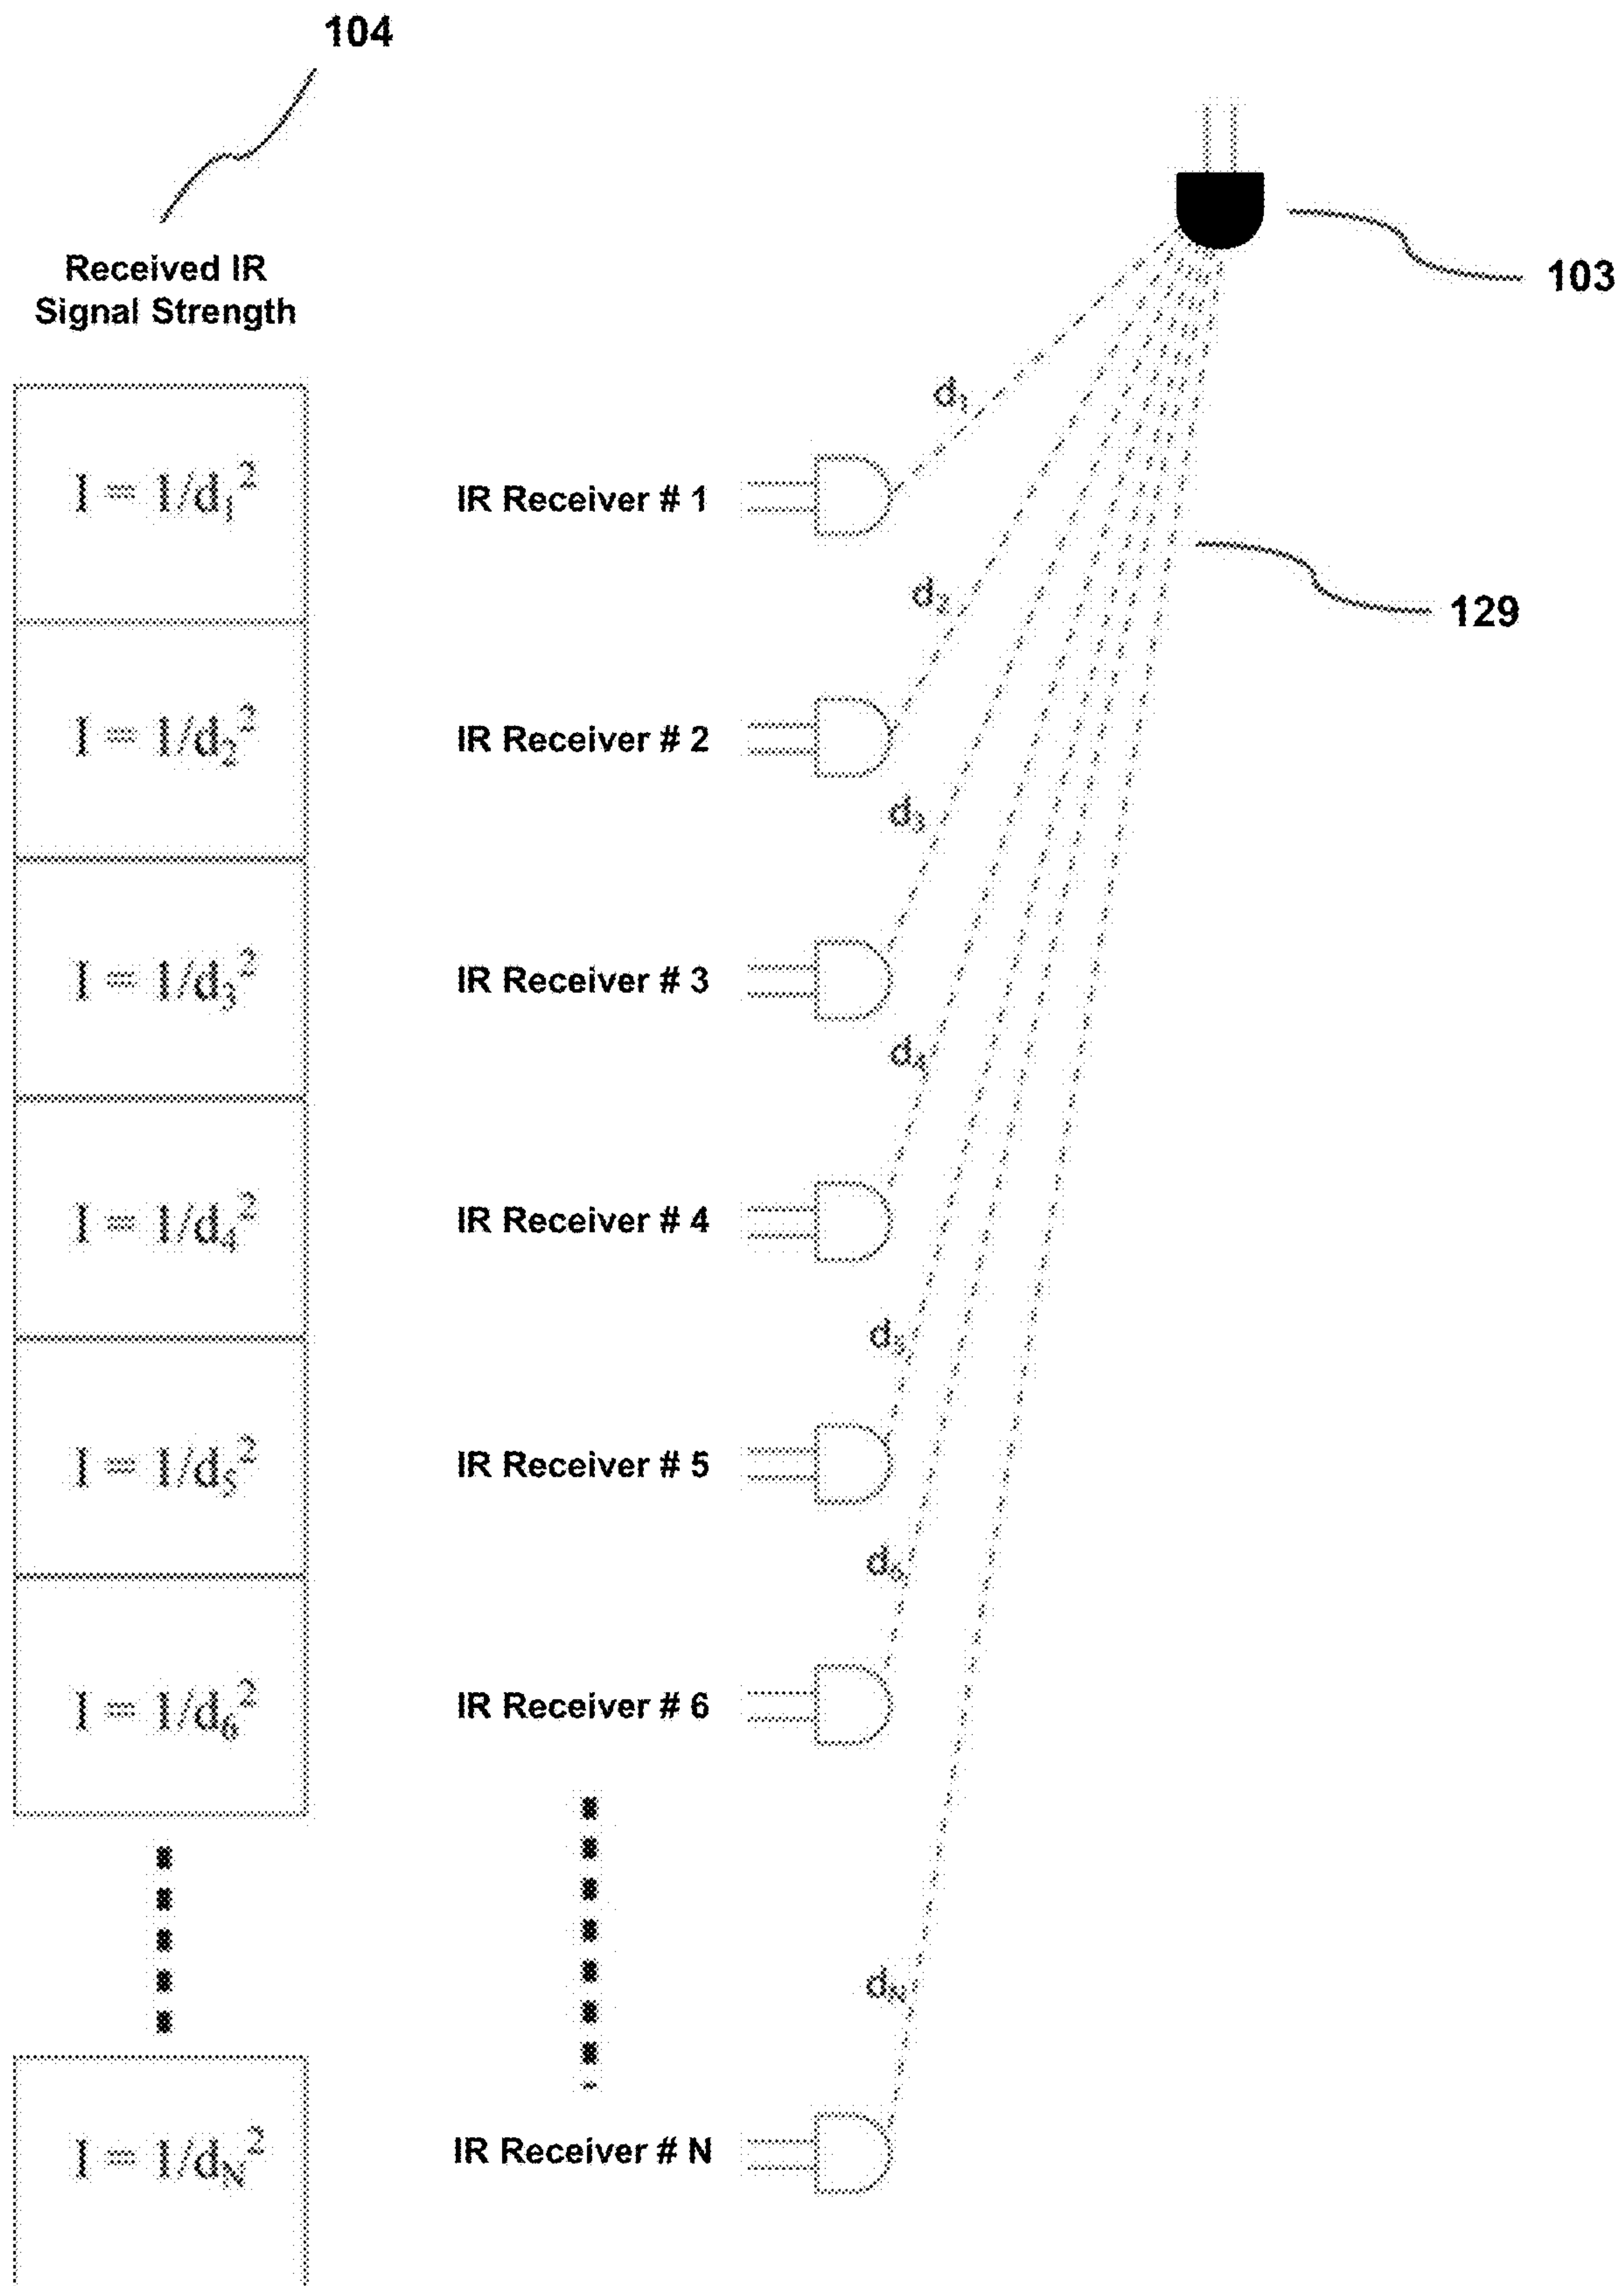 104
103
Received IR
Signal Strength
d₁
I = 1/d₁²
IR Receiver # 1
d₂
129
I = 1/d₂²
IR Receiver # 2
d₃
I = 1/d₃²
IR Receiver # 3
d₄
I = 1/d₄²
IR Receiver # 4
d₅
I = 1/d₅²
IR Receiver # 5
d₆
I = 1/d₆²
IR Receiver # 6
d_N
I = 1/d_N²
IR Receiver # N